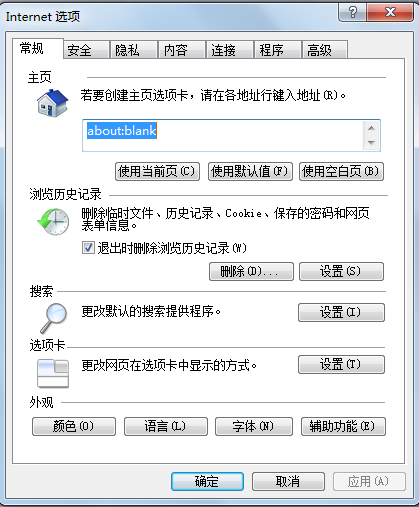 Internet 选项
常规 安全 隐私 内容 连接 程序 高级
主页
若要创建主页选项卡，请在各地址行键入地址(R)。
about:blank
使用当前页(C) 使用默认值(F) 使用空白页(B)
浏览历史记录
删除临时文件、历史记录、Cookie、保存的密码和网页
表单信息。
退出时删除浏览历史记录(W)
删除(D)... 设置(S)
搜索
更改默认的搜索提供程序。 设置(I)
选项卡
更改网页在选项卡中显示的方式。 设置(T)
外观
颜色(O) 语言(L) 字体(N) 辅助功能(E)
确定 取消 应用(A)